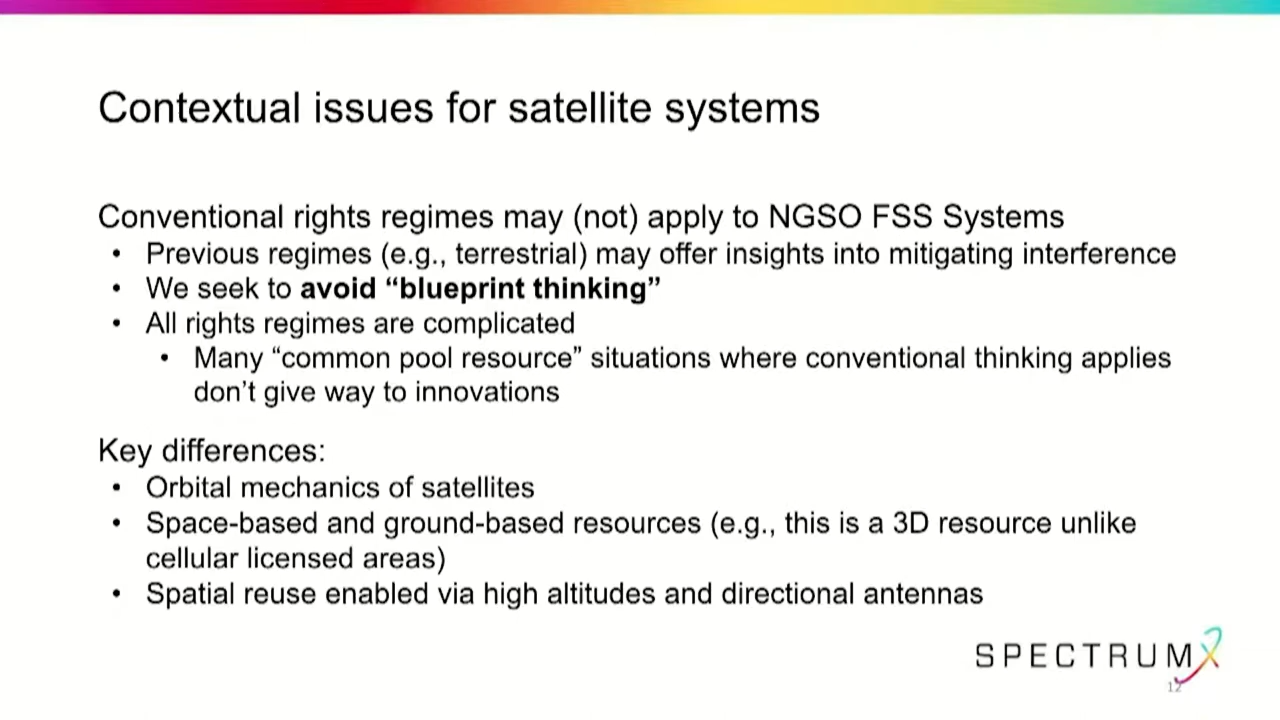 Contextual issues for satellite systems
Conventional rights regimes may (not) apply to NGSO FSS Systems
• Previous regimes (e.g., terrestrial) may offer insights into mitigating interference
• We seek to avoid “blueprint thinking”
• All rights regimes are complicated
• Many “common pool resource” situations where conventional thinking applies
don’t give way to innovations
Key differences:
• Orbital mechanics of satellites
• Space-based and ground-based resources (e.g., this is a 3D resource unlike
cellular licensed areas)
• Spatial reuse enabled via high altitudes and directional antennas
SPECTRUMX
12